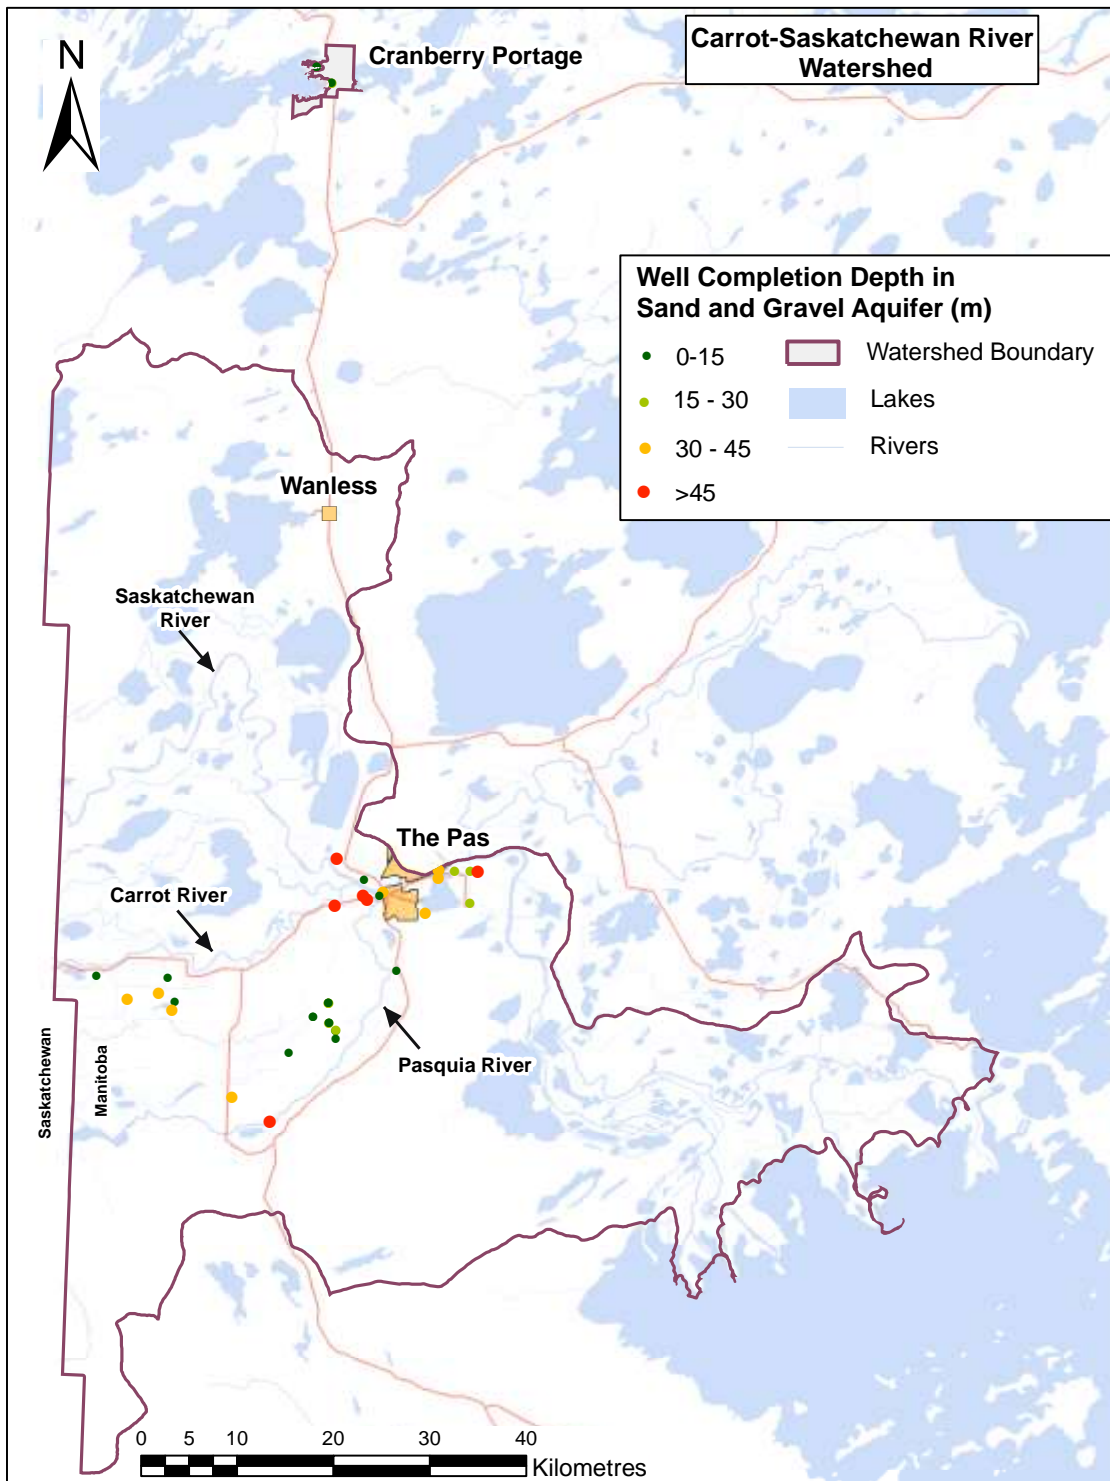 Carrot-Saskatchewan River
Watershed
N
Cranberry Portage
Well Completion Depth in
Sand and Gravel Aquifer (m)
0-15
Watershed Boundary
15 - 30
Lakes
30 - 45
Rivers
>45
Wanless
Saskatchewan
River
The Pas
Carrot River
Pasquia River
Saskatchewan
Manitoba
0 5 10 20 30 40
Kilometres